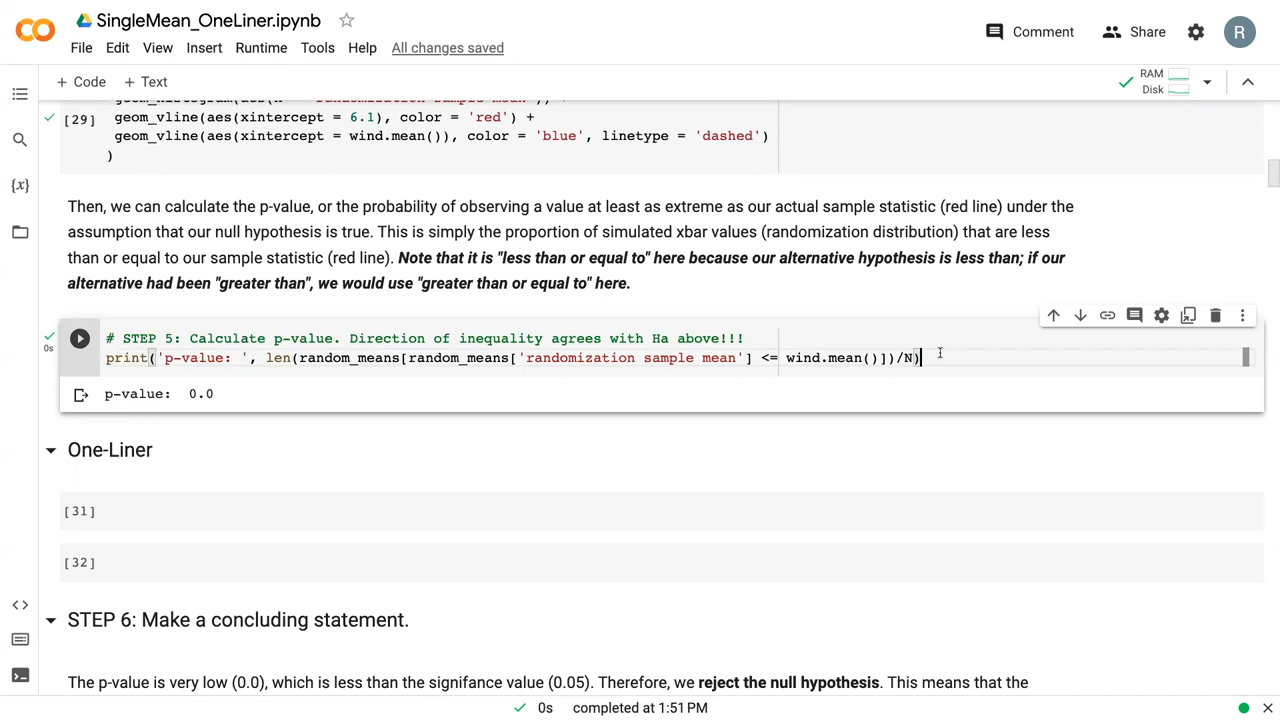 SingleMean_OneLiner.ipynb
File Edit View Insert Runtime Tools Help All changes saved
Comment Share R
+ Code + Text
RAM
Disk
[29]
geom_vline(aes(xintercept = 6.1), color = 'red') +
geom_vline(aes(xintercept = wind.mean()), color = 'blue', linetype = 'dashed')
)
Then, we can calculate the p-value, or the probability of observing a value at least as extreme as our actual sample statistic (red line) under the
assumption that our null hypothesis is true. This is simply the proportion of simulated xbar values (randomization distribution) that are less
than or equal to our sample statistic (red line). Note that it is "less than or equal to" here because our alternative hypothesis is less than; if our
alternative had been "greater than", we would use "greater than or equal to" here.
0s
# STEP 5: Calculate p-value. Direction of inequality agrees with Ha above!!!
print('p-value: ', len(random_means[random_means['randomization sample mean'] <= wind.mean()])/N)
p-value: 0.0
One-Liner
[31]
[32]
STEP 6: Make a concluding statement.
The p-value is very low (0.0), which is less than the signifance value (0.05). Therefore, we reject the null hypothesis. This means that the
0s completed at 1:51 PM